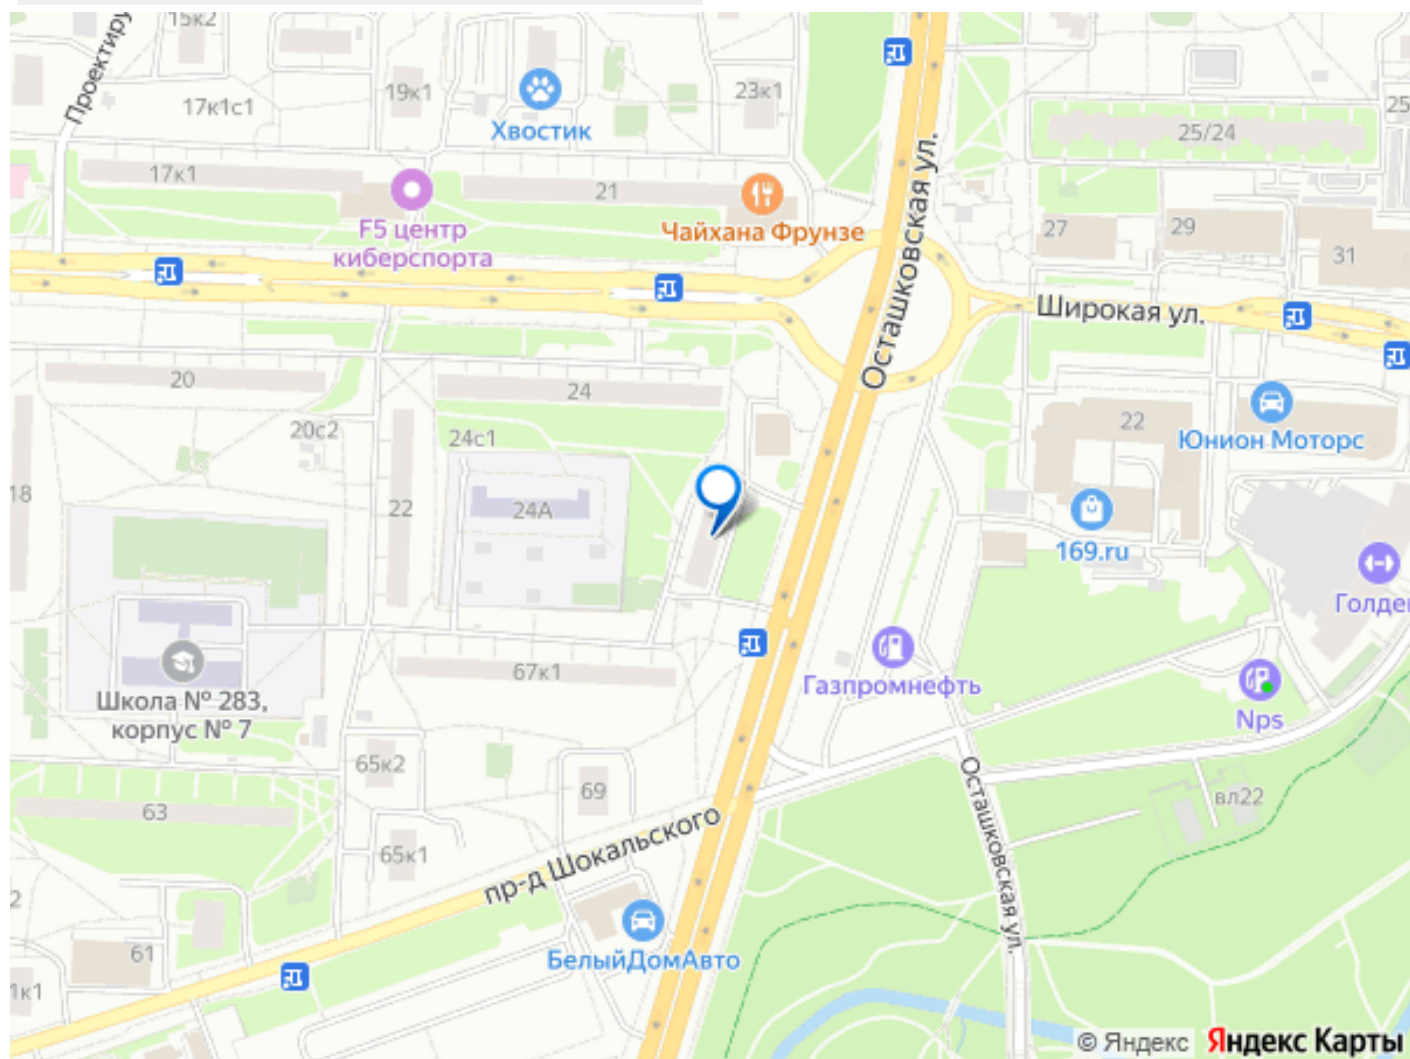 15к2
Проектиру
17к1с1
19к1
Хвостик
23к1
25
25/24
17к1
21
F5 центр
киберспорта
Чайхана Фрунзе
Осташковская ул.
27
29
31
Широкая ул.
20
24
20с2
24с1
22
Юнион Моторс
18
22
24А
169.ru
Голде
Школа № 283,
корпус № 7
67к1
Газпромнефть
Nps
65к2
69
63
65к1
пр-д Шокальского
Осташковская ул.
вл22
2
61
БелыйДомАвто
1к1
© Яндекс Яндекс Карты